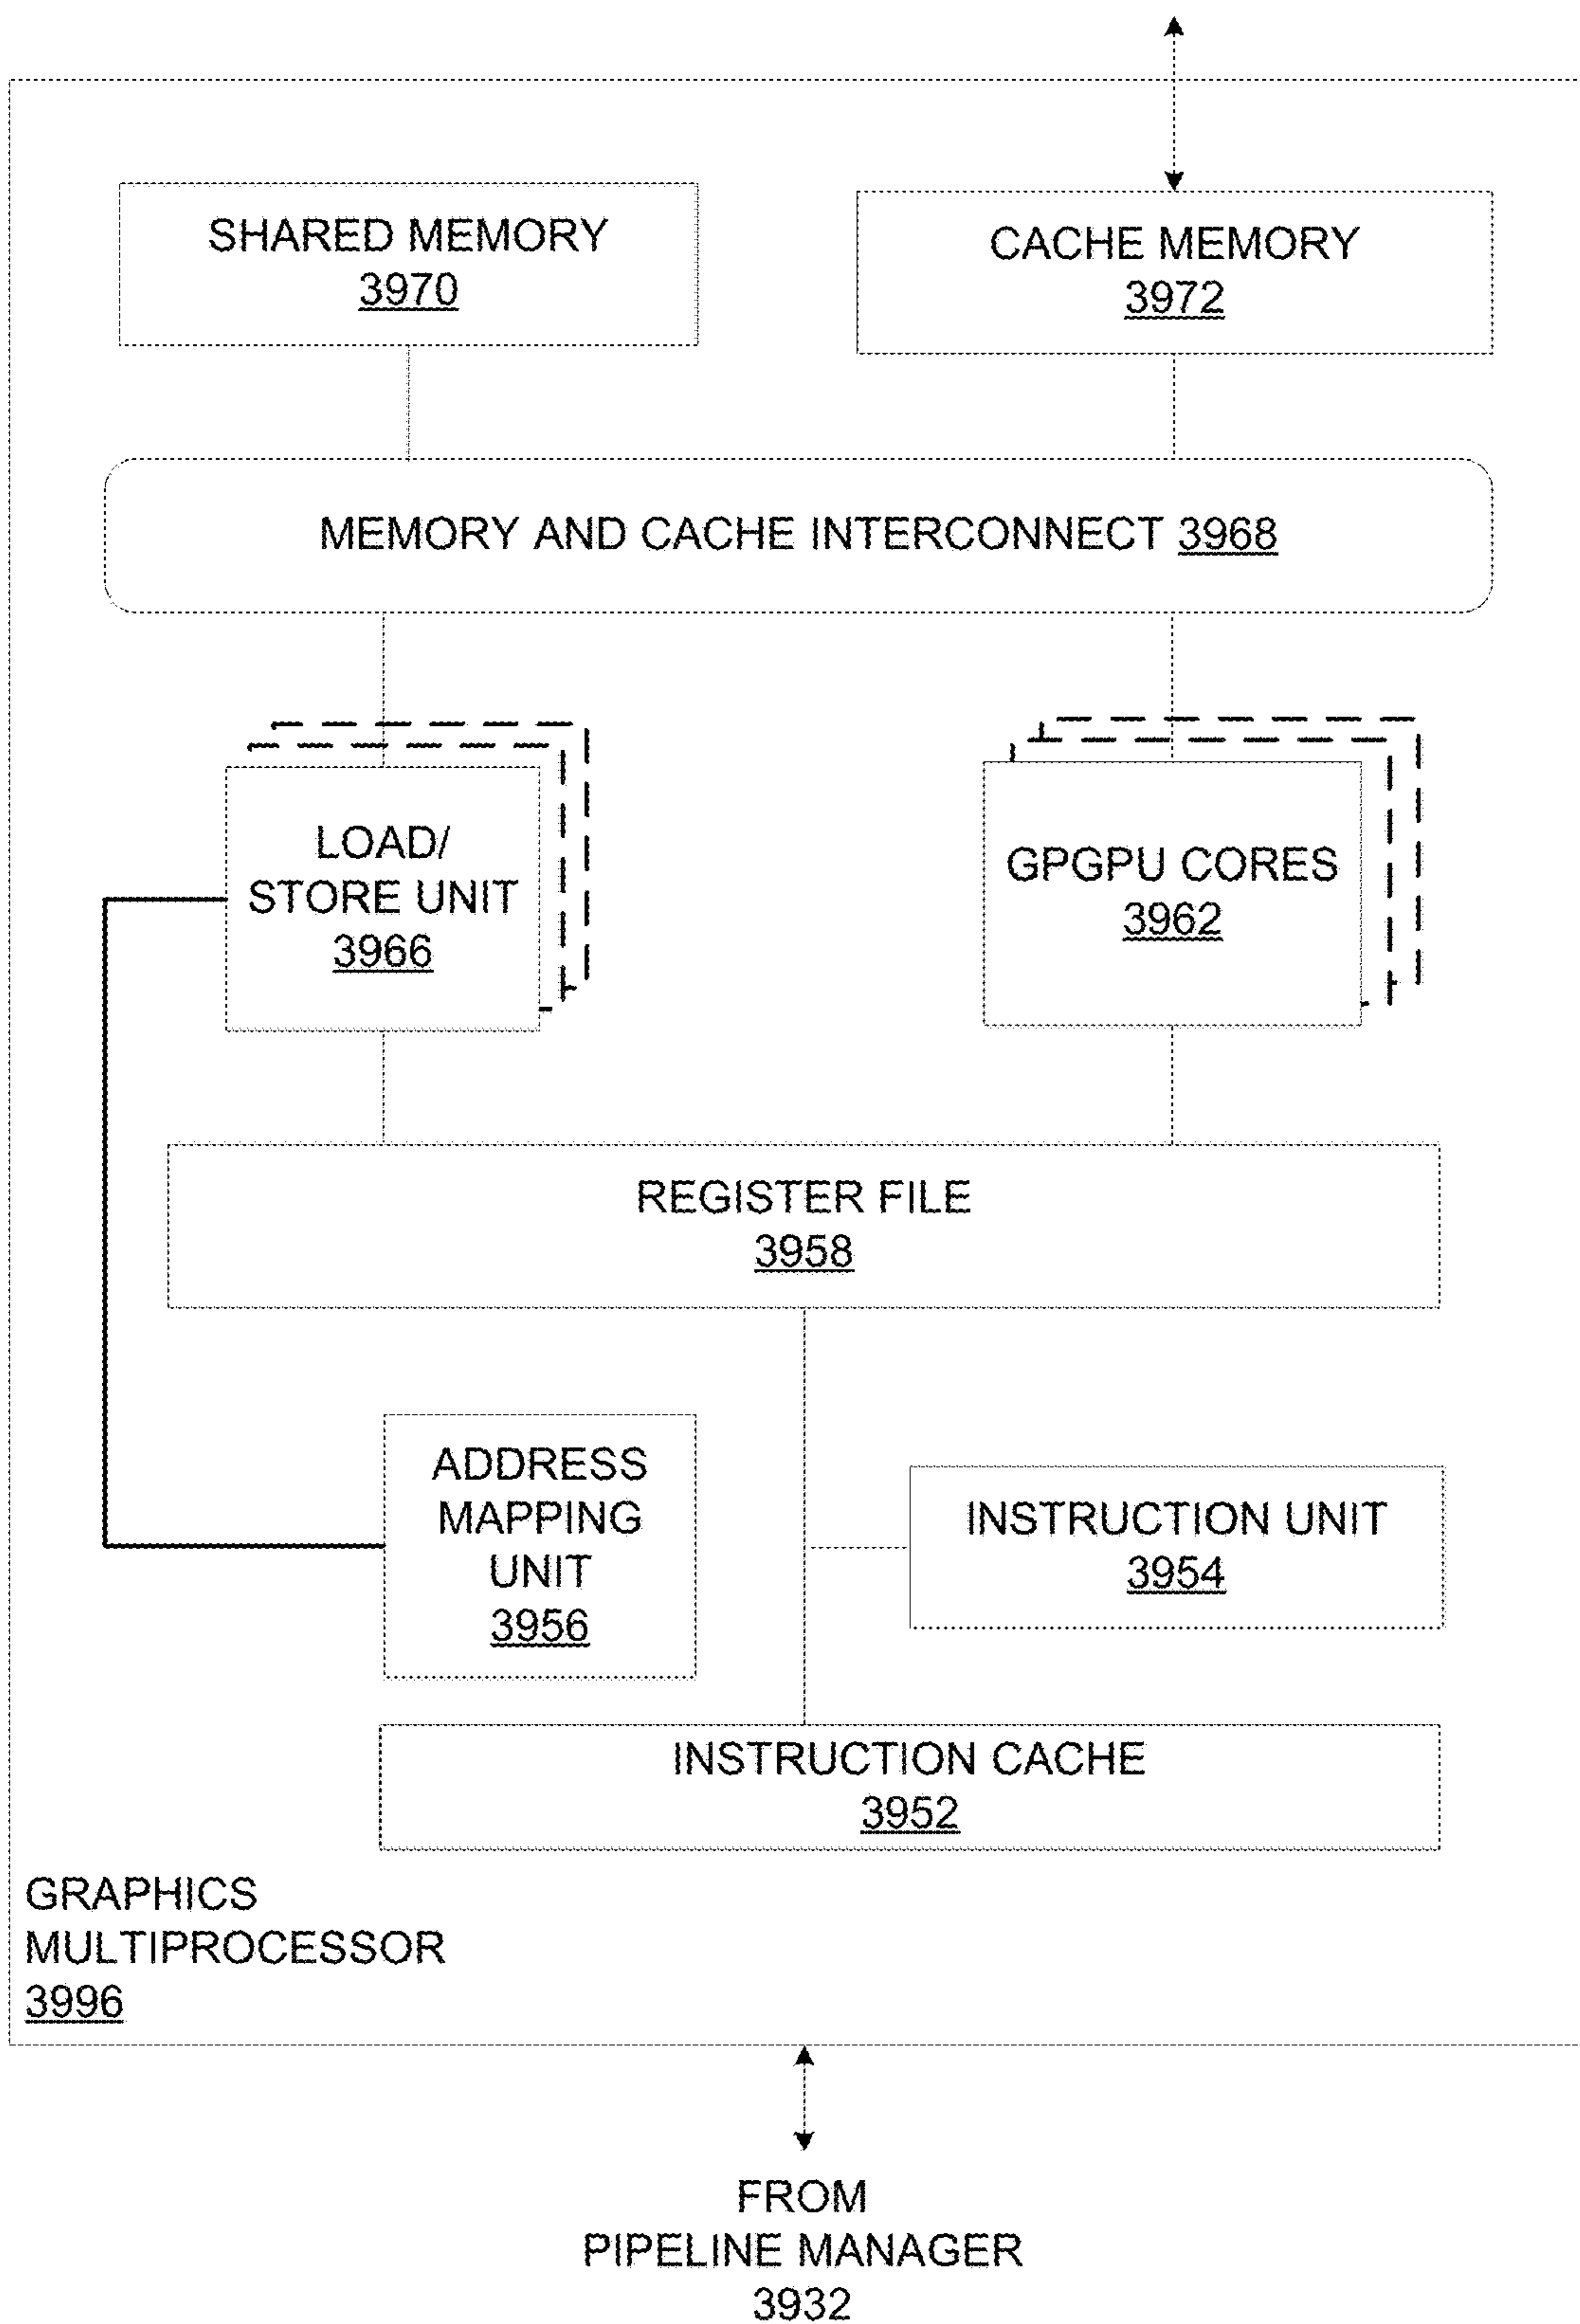 SHARED MEMORY
3970
CACHE MEMORY
3972
MEMORY AND CACHE INTERCONNECT 3968
LOAD/
STORE UNIT
3966
GPGPU CORES
3962
REGISTER FILE
3958
ADDRESS
MAPPING
UNIT
3956
INSTRUCTION UNIT
3954
INSTRUCTION CACHE
3952
GRAPHICS
MULTIPROCESSOR
3996
FROM
PIPELINE MANAGER
3932